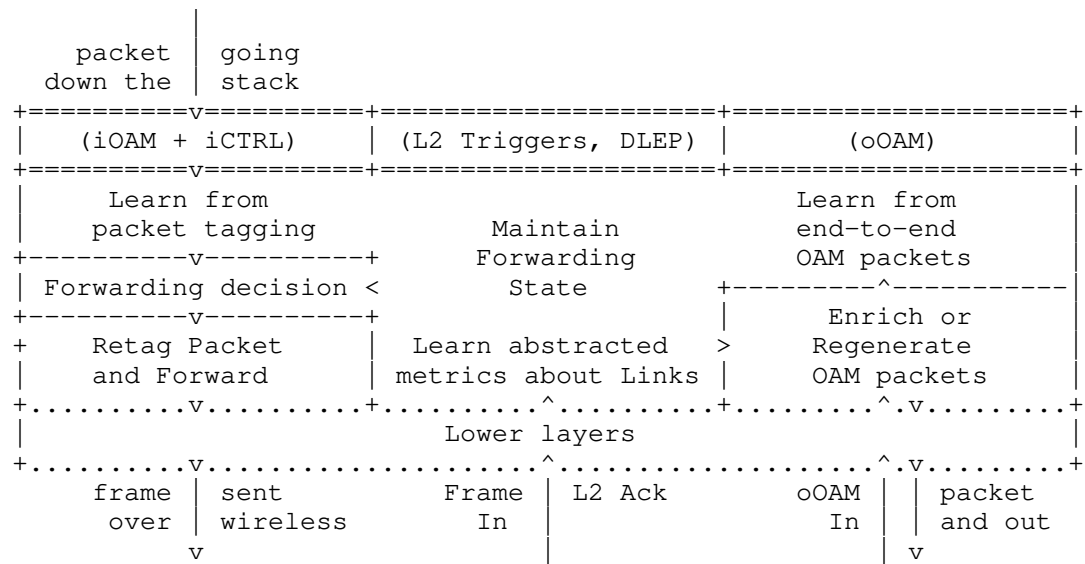 |
packet | going
down the | stack
+==========v==========+=====================+=====================+
| (iOAM + iCTRL) | (L2 Triggers, DLEP) | (oOAM) |
+==========v==========+=====================+=====================+
| Learn from Learn from |
| packet tagging Maintain end-to-end |
+----------v----------+ Forwarding OAM packets |
| Forwarding decision < State +---------^-----------|
+----------v----------+ | Enrich or |
+ Retag Packet | Learn abstracted > Regenerate |
| and Forward | metrics about Links | OAM packets |
+..........v..........+..........^..........+.........^.v.........+
| Lower layers |
+..........v.....................^....................^.v.........+
frame | sent Frame | L2 Ack oOAM | | packet
over | wireless In | In | | and out
v | | v